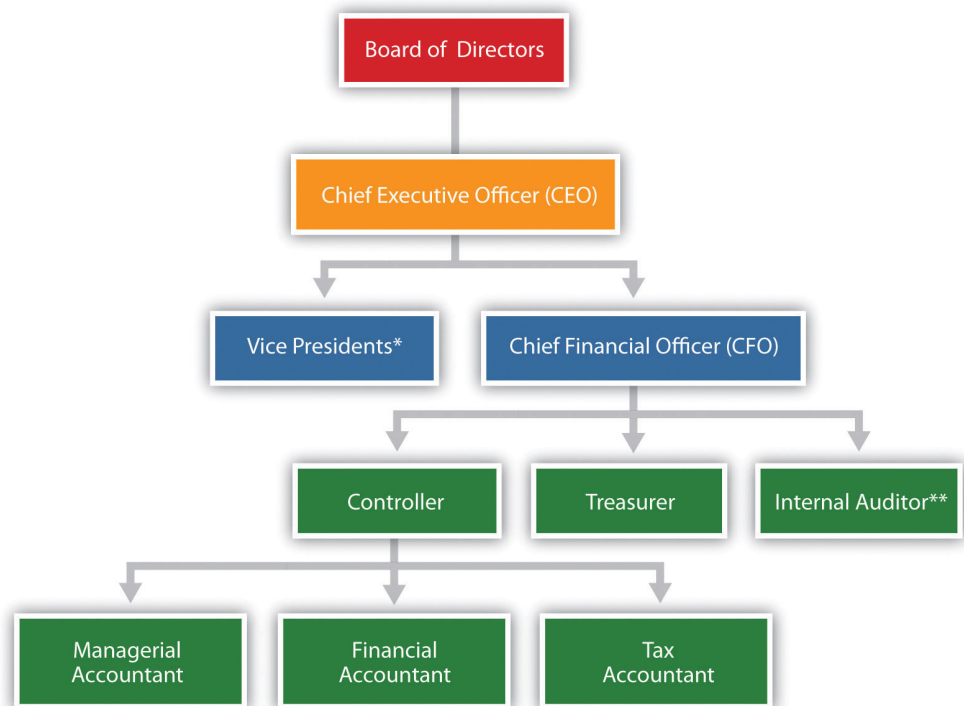 Board of Directors
Chief Executive Officer (CEO)
Vice Presidents*
Chief Financial Officer (CFO)
Controller
Treasurer
Internal Auditor**
Managerial
Accountant
Financial
Accountant
Tax
Accountant